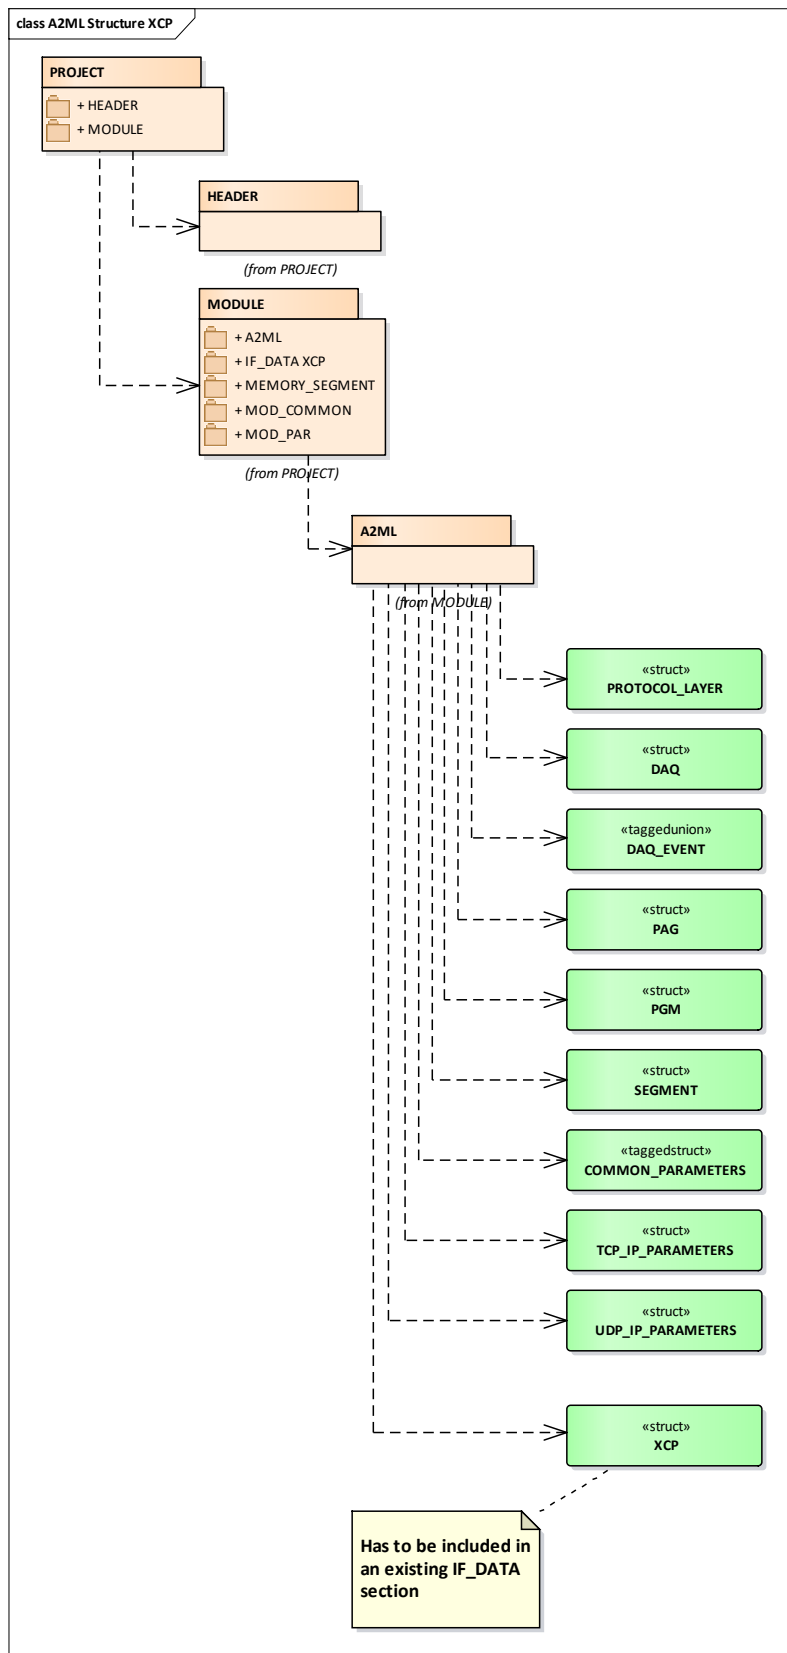 class A2ML Structure XCP
PROJECT
+ HEADER
+ MODULE
HEADER
(from PROJECT)
MODULE
+ A2ML
+ IF_DATA XCP
+ MEMORY_SEGMENT
+ MOD_COMMON
+ MOD_PAR
(from PROJECT)
A2ML
(from MODULE)
«struct»
PROTOCOL_LAYER
«struct»
DAQ
«taggedunion»
DAQ_EVENT
«struct»
PAG
«struct»
PGM
«struct»
SEGMENT
«taggedstruct»
COMMON_PARAMETERS
«struct»
TCP_IP_PARAMETERS
«struct»
UDP_IP_PARAMETERS
«struct»
XCP
Has to be included in
an existing IF_DATA
section